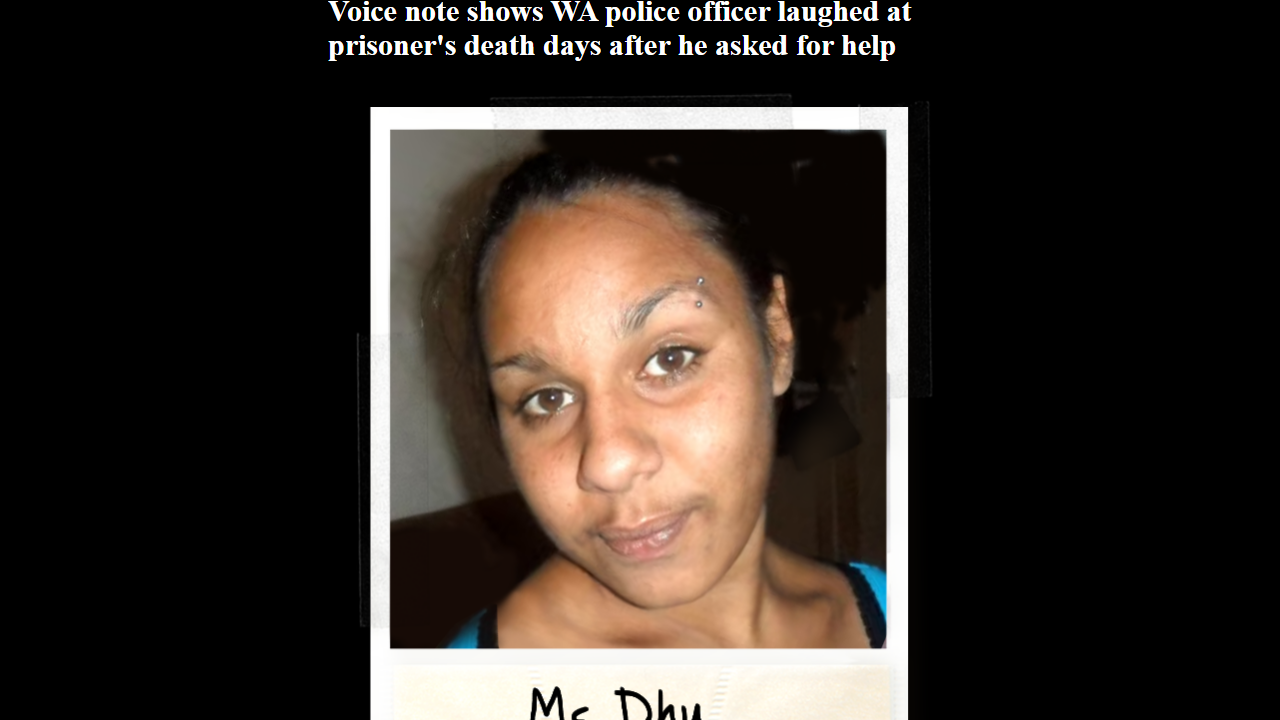 Voice note shows WA police officer laughed at
prisoner's death days after he asked for help
Ms Dhu